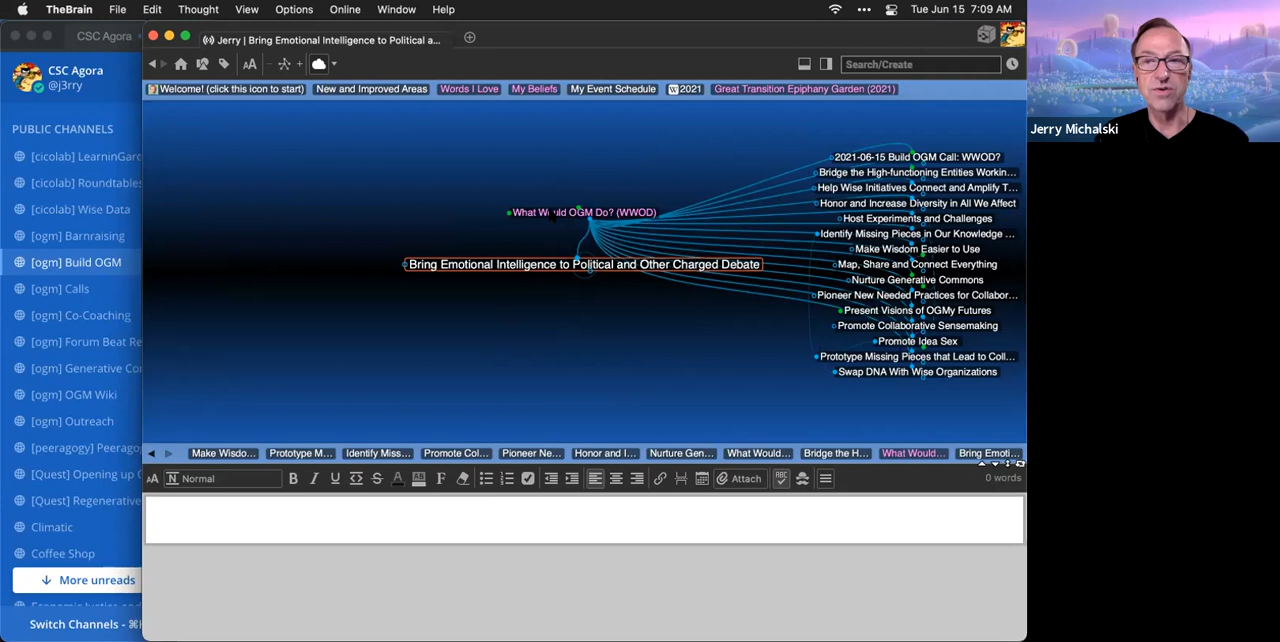 TheBrain File Edit View Thought Options Online Window Help
Tue Jun 15 7:09 AM
CSC Agora
Jerry | Bring Emotional Intelligence to Political a...
CSC Agora
@j3rry
AA
Search/Create
Welcome! (click this icon to start)
New and Improved Areas
Words I Love
My Beliefs
My Event Schedule
2021
Great Transition Epiphany Garden (2021)
PUBLIC CHANNELS
[cicolab] LearninGard
[cicolab] Roundtables
[cicolab] Wise Data
[ogm] Barnraising
[ogm] Build OGM
[ogm] Calls
[ogm] Co-Coaching
[ogm] Forum Beat Re
[ogm] Generative Co
[ogm] OGM Wiki
[ogm] Outreach
[peeragogy] Peerago
[Quest] Opening up
[Quest] Regenerative
Climatic
Coffee Shop
More unreads
Switch Channels - ⌘
What Would OGM Do? (WWOD)
Bring Emotional Intelligence to Political and Other Charged Debate
2021-06-15 Build OGM Call: WWOD?
Bridge the High-functioning Entities Workin...
Help Wise Initiatives Connect and Amplify T...
Honor and Increase Diversity in All We Affect
Host Experiments and Challenges
Identify Missing Pieces in Our Knowledge ...
Make Wisdom Easier to Use
Map, Share and Connect Everything
Nurture Generative Commons
Pioneer New Needed Practices for Collabor...
Present Visions of OGMy Futures
Promote Collaborative Sensemaking
Promote Idea Sex
Prototype Missing Pieces that Lead to Coll...
Swap DNA With Wise Organizations
Make Wisdo...
Prototype M...
Identify Miss...
Promote Col...
Pioneer New...
Honor and I...
Nurture Gen...
What Would...
Bridge the H...
What Would...
Bring Emoti...
AA N Normal B I U S A F Attach
0 words
Jerry Michalski